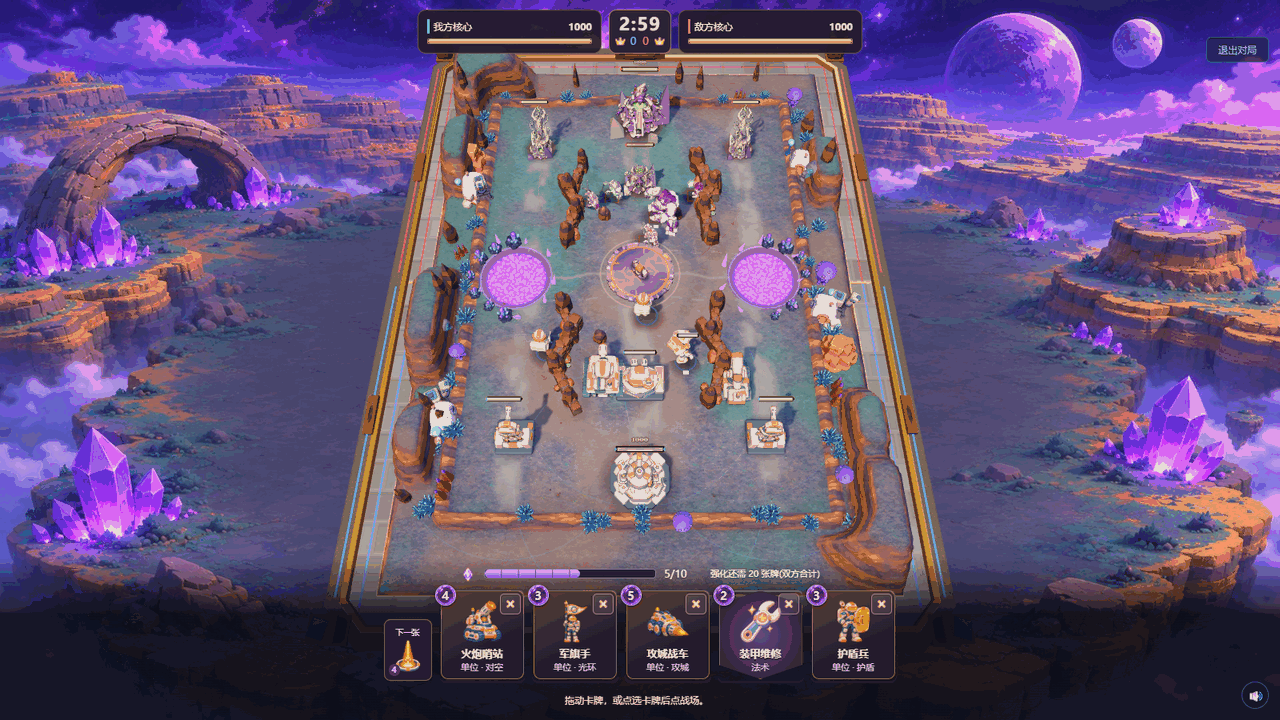 我方核心 1000
2:59
0 0
敌方核心 1000
退出对局
1000
5/10
强化还需 20 张牌(双方合计)
下一张
4
4
火炮哨站
单位·对空
3
军旗手
单位·光环
5
攻城战车
单位·攻城
2
装甲维修
法术
3
护盾兵
单位·护盾
拖动卡牌，或点选卡牌后点战场。